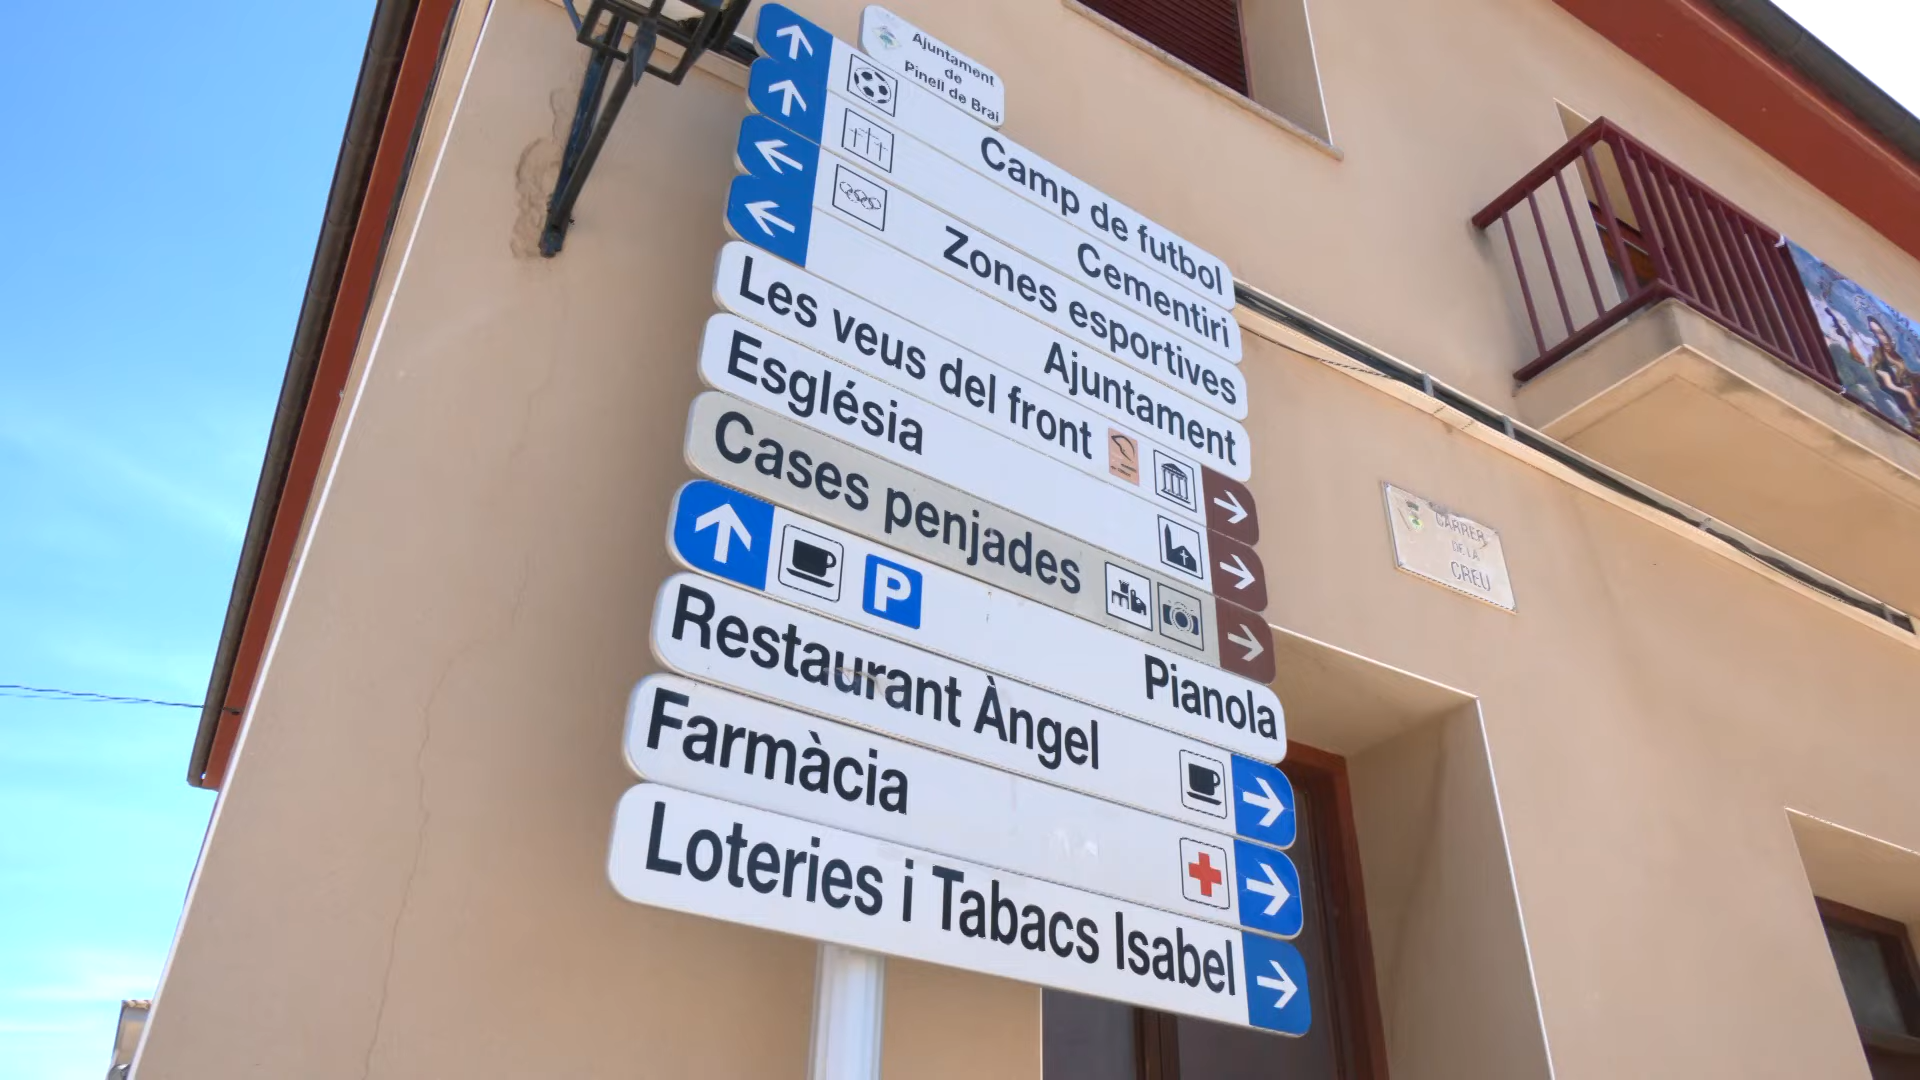 Ajuntament
de
Pinell de Brai
Camp de futbol
Cementiri
Zones esportives
Ajuntament
Les veus del front
Església
Cases penjades
P
Pianola
Restaurant Àngel
Farmàcia
Loteries i Tabacs Isabel
CARRER
DE LA
CREU